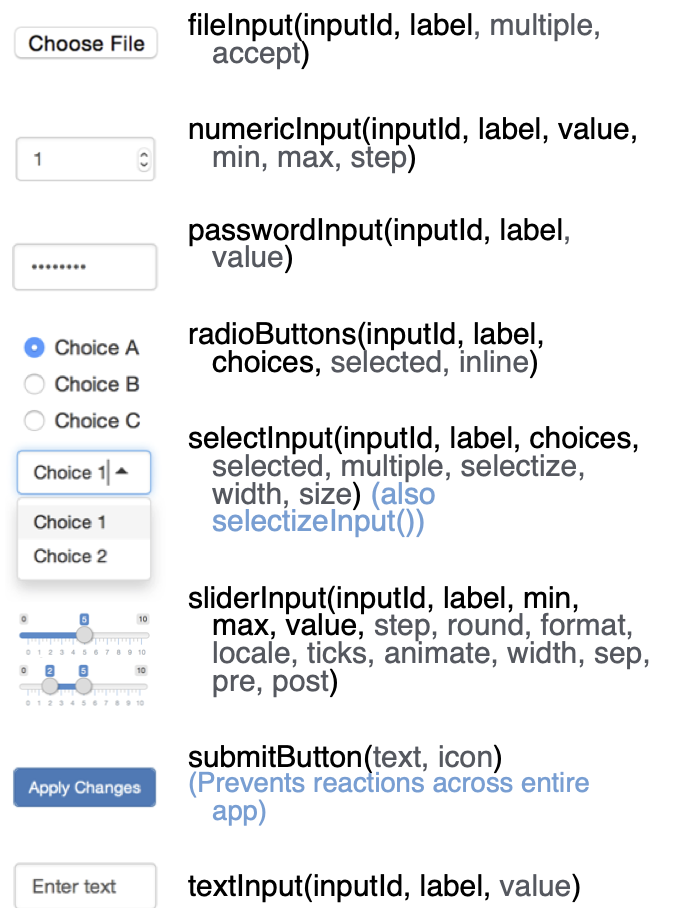 Choose File
fileInput(inputId, label, multiple,
accept)
numericInput(inputId, label, value,
min, max, step)
1
passwordInput(inputId, label,
value)
••••••••
radioButtons(inputId, label,
choices, selected, inline)
Choice A
Choice B
Choice C
selectInput(inputId, label, choices,
selected, multiple, selectize,
width, size) (also
selectizeInput())
Choice 1
Choice 1
Choice 2
sliderInput(inputId, label, min,
max, value, step, round, format,
locale, ticks, animate, width, sep,
pre, post)
0 5 10
0 1 2 3 4 5 6 7 8 9 10
0 2 5 10
0 1 2 3 4 5 6 7 8 9 10
submitButton(text, icon)
(Prevents reactions across entire
app)
Apply Changes
Enter text
textInput(inputId, label, value)